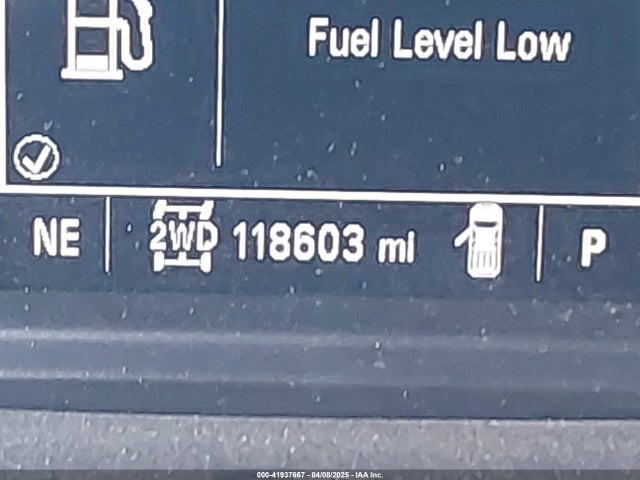 Fuel Level Low
NE 2WD 118603 mi P
000-41937667 - 04/08/2025 - IAA Inc.